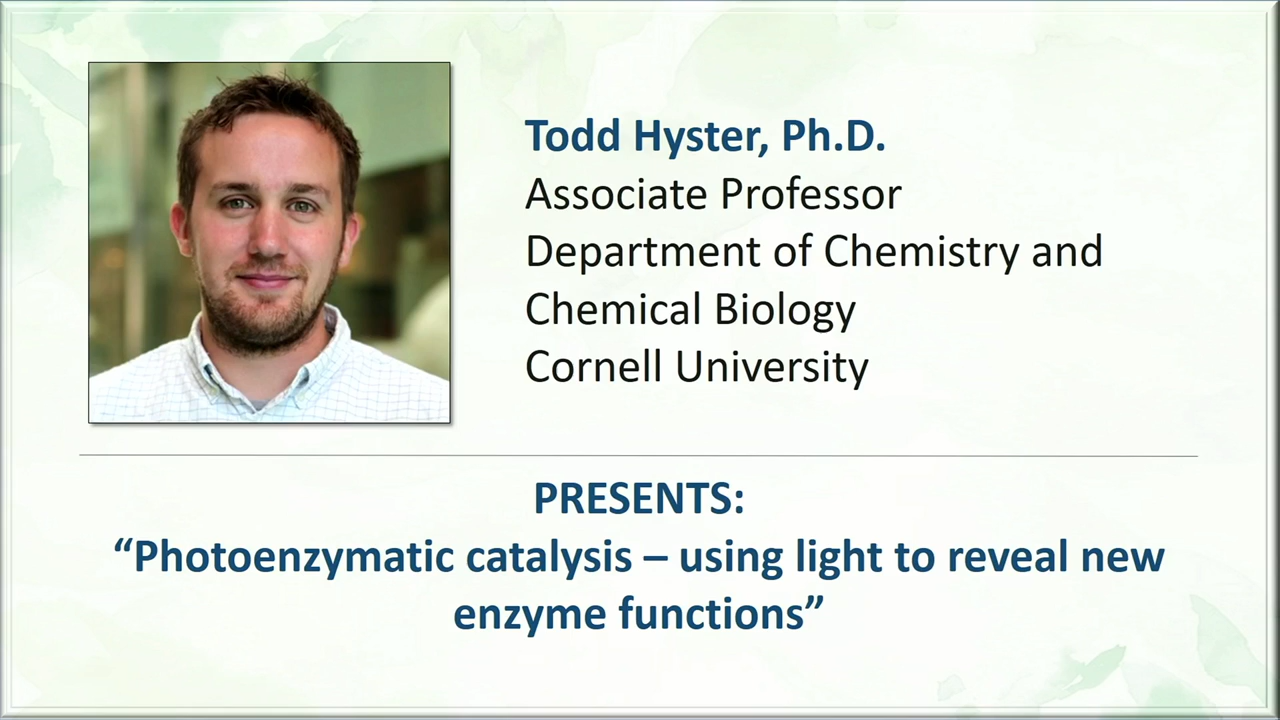 Todd Hyster, Ph.D.
Associate Professor
Department of Chemistry and
Chemical Biology
Cornell University
PRESENTS:
“Photoenzymatic catalysis – using light to reveal new
enzyme functions”